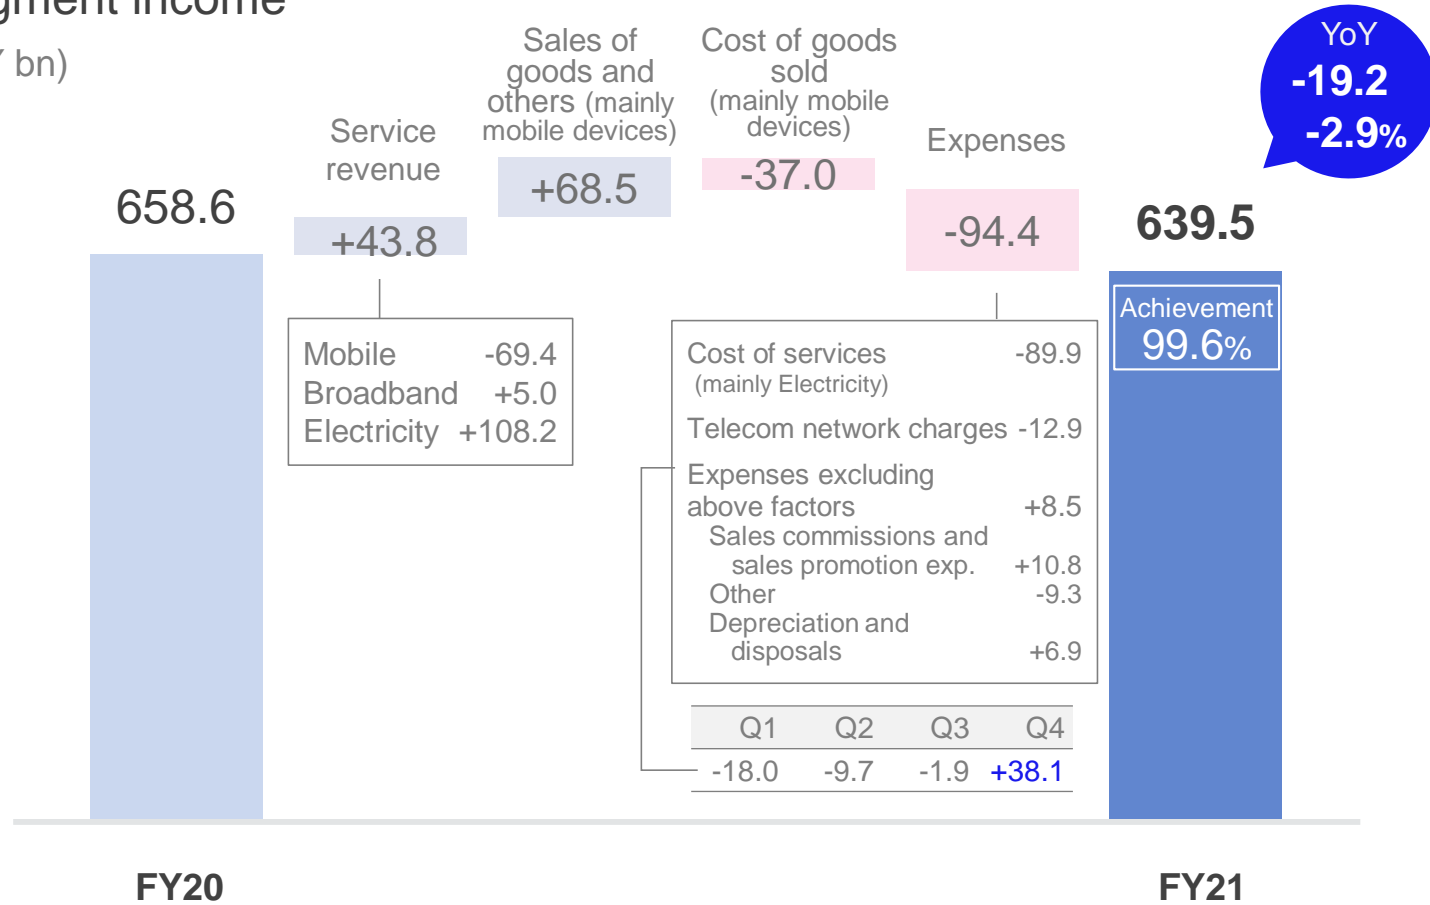 income
bn)
YoY
-19.2
-2.9%
658.6
Service
revenue
+43.8
Sales of
goods and
others (mainly
mobile devices)
+68.5
Cost of goods
sold
(mainly mobile
devices)
-37.0
Expenses
-94.4
639.5
Achievement
99.6%
Mobile -69.4
Broadband +5.0
Electricity +108.2
Cost of services -89.9
(mainly Electricity)
Telecom network charges -12.9
Expenses excluding
above factors +8.5
Sales commissions and
sales promotion exp. +10.8
Other -9.3
Depreciation and
disposals +6.9
Q1 Q2 Q3 Q4
-18.0 -9.7 -1.9 +38.1
FY20 FY21